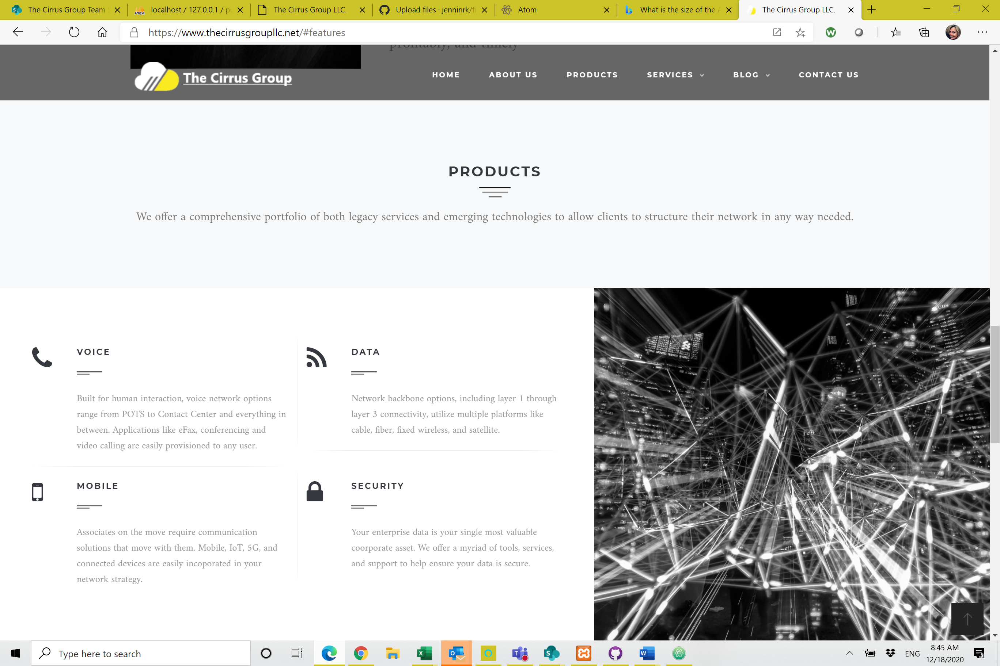 The Cirrus Group Team
localhost / 127.0.0.1 / p
The Cirrus Group LLC.
Upload files · jenninrk/f
Atom
What is the size of the
The Cirrus Group LLC.
https://www.thecirrusgroupllc.net/#features
profitably, and timely
The Cirrus Group
HOME
ABOUT US
PRODUCTS
SERVICES
BLOG
CONTACT US
PRODUCTS
We offer a comprehensive portfolio of both legacy services and emerging technologies to allow clients to structure their network in any way needed.
VOICE
Built for human interaction, voice network options
range from POTS to Contact Center and everything in
between. Applications like eFax, conferencing and
video calling are easily provisioned to any user.
DATA
Network backbone options, including layer 1 through
layer 3 connectivity, utilize multiple platforms like
cable, fiber, fixed wireless, and satellite.
MOBILE
Associates on the move require communication
solutions that move with them. Mobile, IoT, 5G, and
connected devices are easily incoporated in your
network strategy.
SECURITY
Your enterprise data is your single most valuable
coorporate asset. We offer a myriad of tools, services,
and support to help ensure your data is secure.
UBS
Type here to search
ENG
8:45 AM
12/18/2020